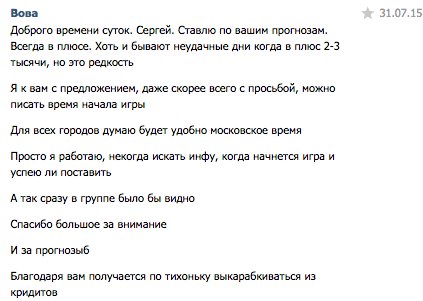 Вова
31.07.15
Доброго времени суток. Сергей. Ставлю по вашим прогнозам.
Всегда в плюсе. Хоть и бывают неудачные дни когда в плюс 2-3
тысячи, но это редкость
Я к вам с предложением, даже скорее всего с просьбой, можно
писать время начала игры
Для всех городов думаю будет удобно московское время
Просто я работаю, некогда искать инфу, когда начнется игра и
успею ли поставить
А так сразу в группе было бы видно
Спасибо большое за внимание
И за прогнозыб
Благодаря вам получается по тихоньку выкарабкиваться из
кридитов